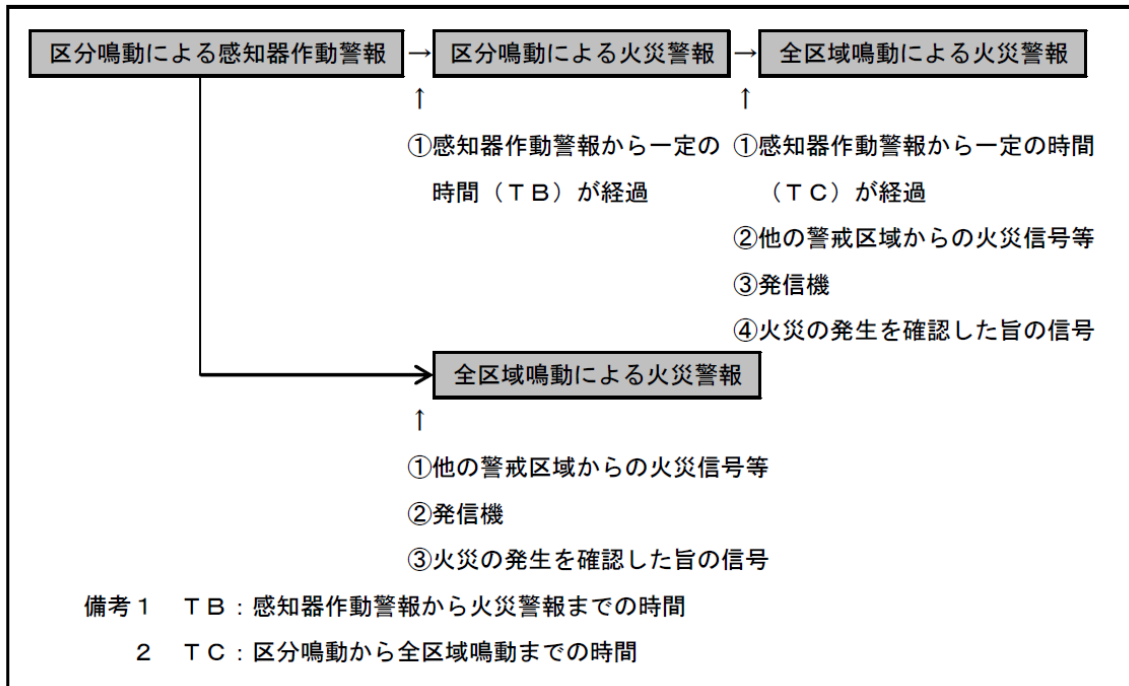 区分鳴動による感知器作動警報 → 区分鳴動による火災警報 → 全区域鳴動による火災警報
↑
①感知器作動警報から一定の
時間（ＴＢ）が経過
↑
①感知器作動警報から一定の時間
（ＴＣ）が経過
②他の警戒区域からの火災信号等
③発信機
④火災の発生を確認した旨の信号
全区域鳴動による火災警報
↑
①他の警戒区域からの火災信号等
②発信機
③火災の発生を確認した旨の信号
備考１　ＴＢ：感知器作動警報から火災警報までの時間
２　ＴＣ：区分鳴動から全区域鳴動までの時間